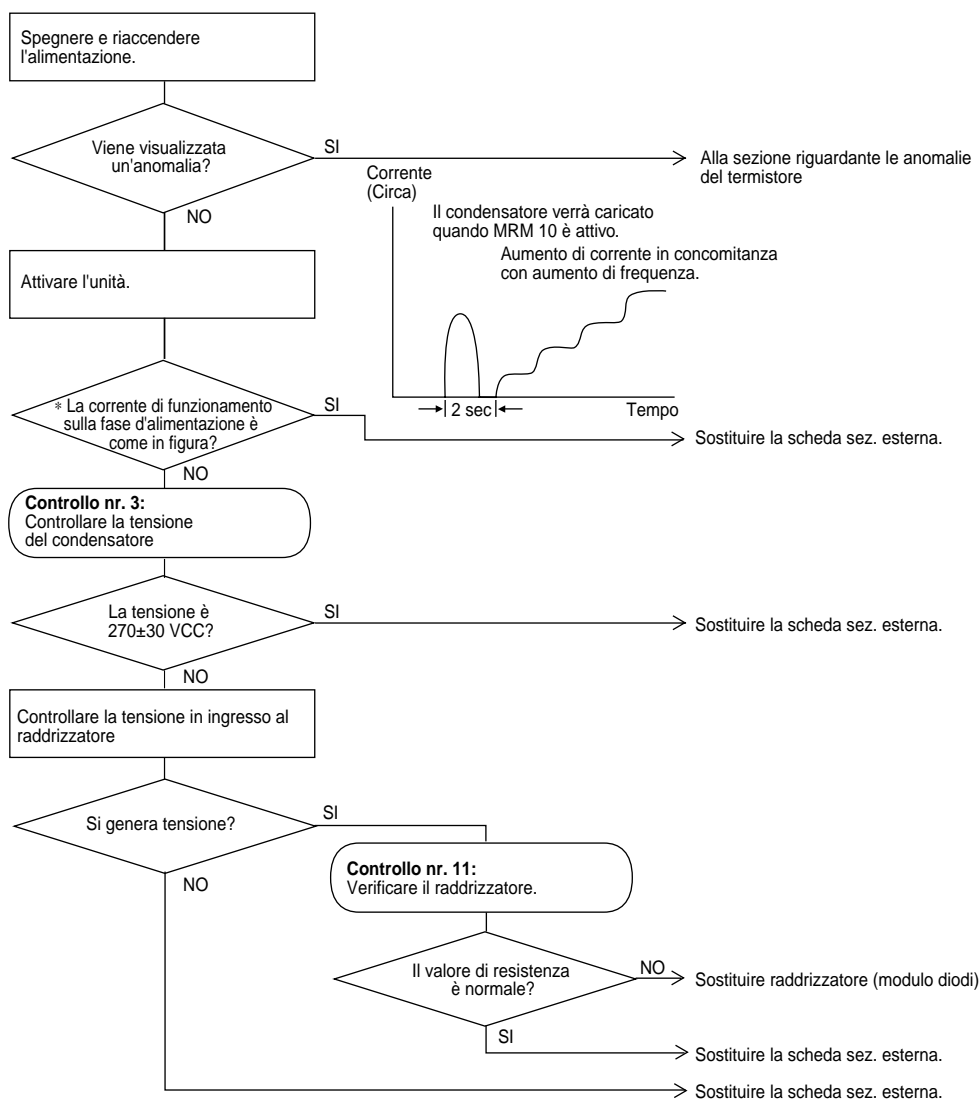 Spegnere e riaccendere
l'alimentazione.
Viene visualizzata
un'anomalia?
SI
Alla sezione riguardante le anomalie
del termistore
NO
Corrente
(Circa)
Il condensatore verrà caricato
quando MRM 10 è attivo.
Aumento di corrente in concomitanza
con aumento di frequenza.
2 sec
Tempo
Attivare l'unità.
* La corrente di funzionamento
sulla fase d'alimentazione è
come in figura?
SI
Sostituire la scheda sez. esterna.
NO
Controllo nr. 3:
Controllare la tensione
del condensatore
La tensione è
270±30 VCC?
SI
Sostituire la scheda sez. esterna.
NO
Controllare la tensione in ingresso al
raddrizzatore
Si genera tensione?
SI
NO
Controllo nr. 11:
Verificare il raddrizzatore.
Il valore di resistenza
è normale?
NO
Sostituire raddrizzatore (modulo diodi)
SI
Sostituire la scheda sez. esterna.
Sostituire la scheda sez. esterna.